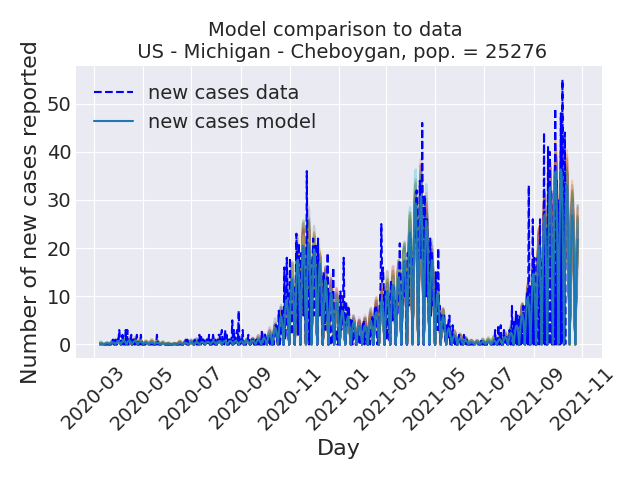 Model comparison to data
US - Michigan - Cheboygan, pop. = 25276
new cases data
new cases model
Number of new cases reported
50
40
30
20
10
0
2020-03
2020-05
2020-07
2020-09
2020-11
2021-01
2021-03
2021-05
2021-07
2021-09
2021-11
Day